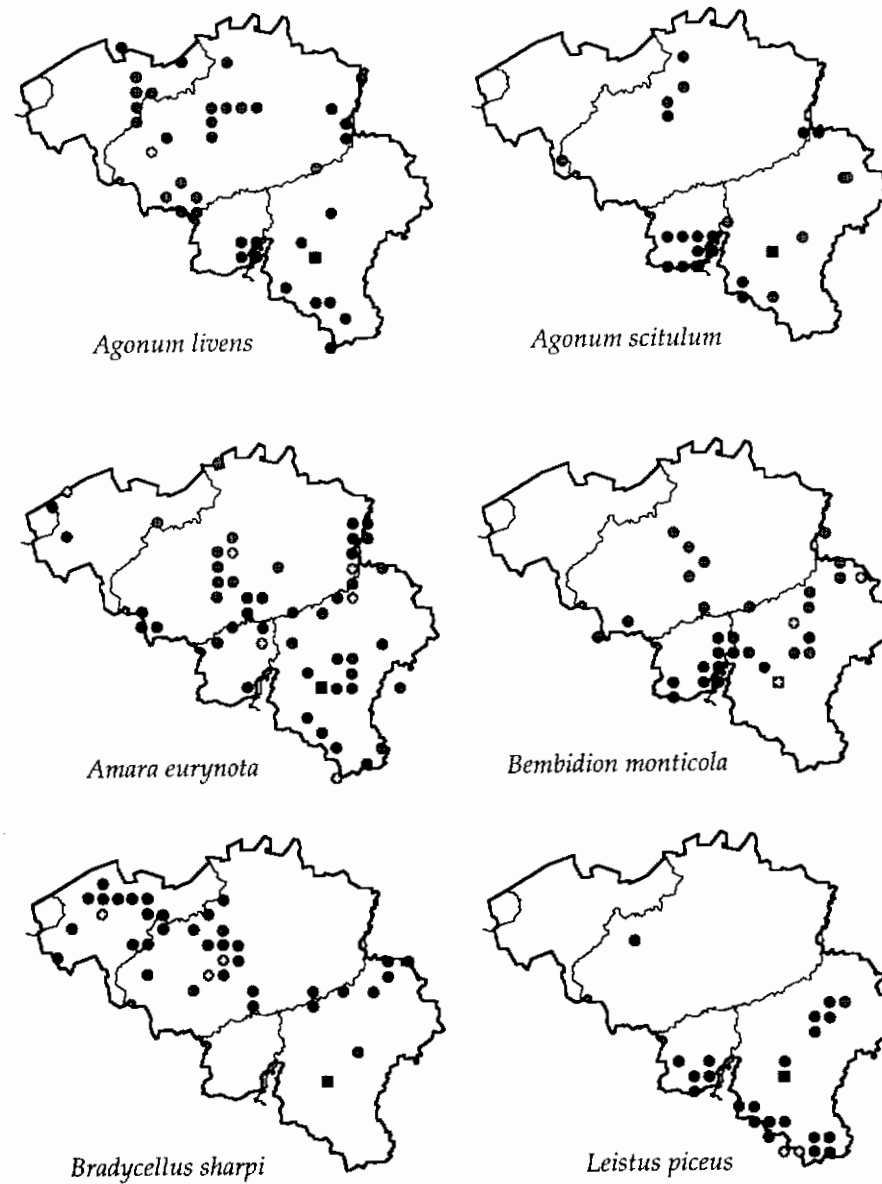 Agonum livens
Agonum scitulum
Amara eurynota
Bembidion monticola
Bradycellus sharpi
Leistus piceus